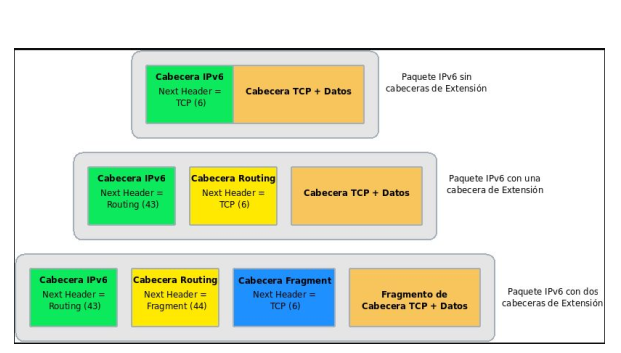 Cabecera IPv6
Next Header =
TCP (6)
Cabecera TCP + Datos
Paquete IPv6 sin
cabeceras de Extensión
Cabecera IPv6
Next Header =
Routing (43)
Cabecera Routing
Next Header =
TCP (6)
Cabecera TCP + Datos
Paquete IPv6 con una
cabecera de Extensión
Cabecera IPv6
Next Header =
Routing (43)
Cabecera Routing
Next Header =
Fragment (44)
Cabecera Fragment
Next Header =
TCP (6)
Fragmento de
Cabecera TCP + Datos
Paquete IPv6 con dos
cabeceras de Extensión